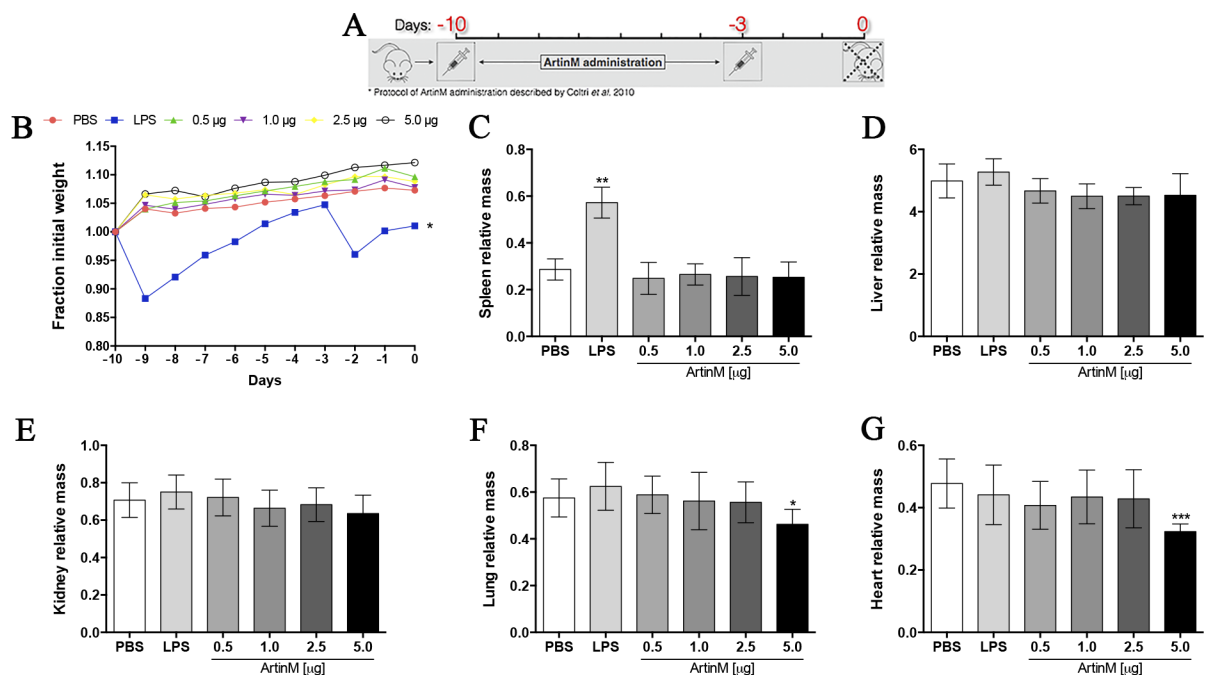 A
Days: -10 -3 0
ArtinM administration
* Protocol of ArtinM administration described by Coltri et al. 2010
B
PBS LPS 0.5 µg 1.0 µg 2.5 µg 5.0 µg
Fraction initial weight
1.15
1.10
1.05
1.00
0.95
0.90
0.85
0.80
*
-10 -9 -8 -7 -6 -5 -4 -3 -2 -1 0
Days
C
Spleen relative mass
0.8
0.6
0.4
0.2
0.0
**
PBS LPS 0.5 1.0 2.5 5.0
ArtinM [µg]
D
Liver relative mass
6
4
2
0
PBS LPS 0.5 1.0 2.5 5.0
ArtinM [µg]
E
Kidney relative mass
1.0
0.8
0.6
0.4
0.2
0.0
PBS LPS 0.5 1.0 2.5 5.0
ArtinM [µg]
F
Lung relative mass
0.8
0.6
0.4
0.2
0.0
*
PBS LPS 0.5 1.0 2.5 5.0
ArtinM [µg]
G
Heart relative mass
0.6
0.4
0.2
0.0
***
PBS LPS 0.5 1.0 2.5 5.0
ArtinM [µg]